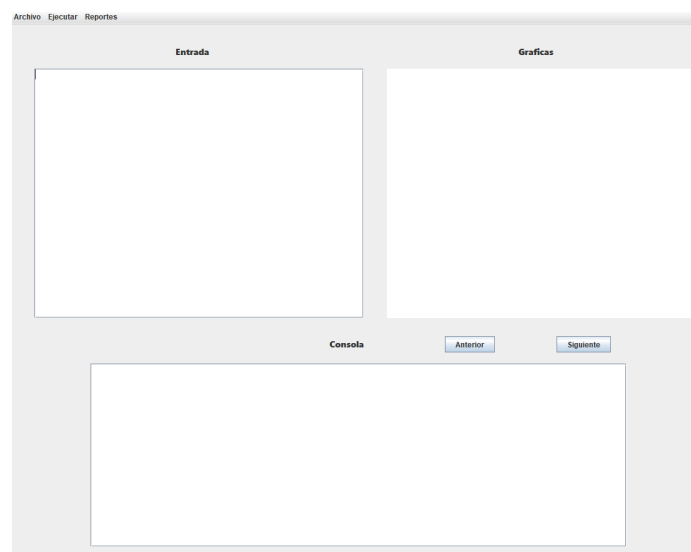 Archivo Ejecutar Reportes
Entrada
Graficas
Consola
Anterior
Siguiente